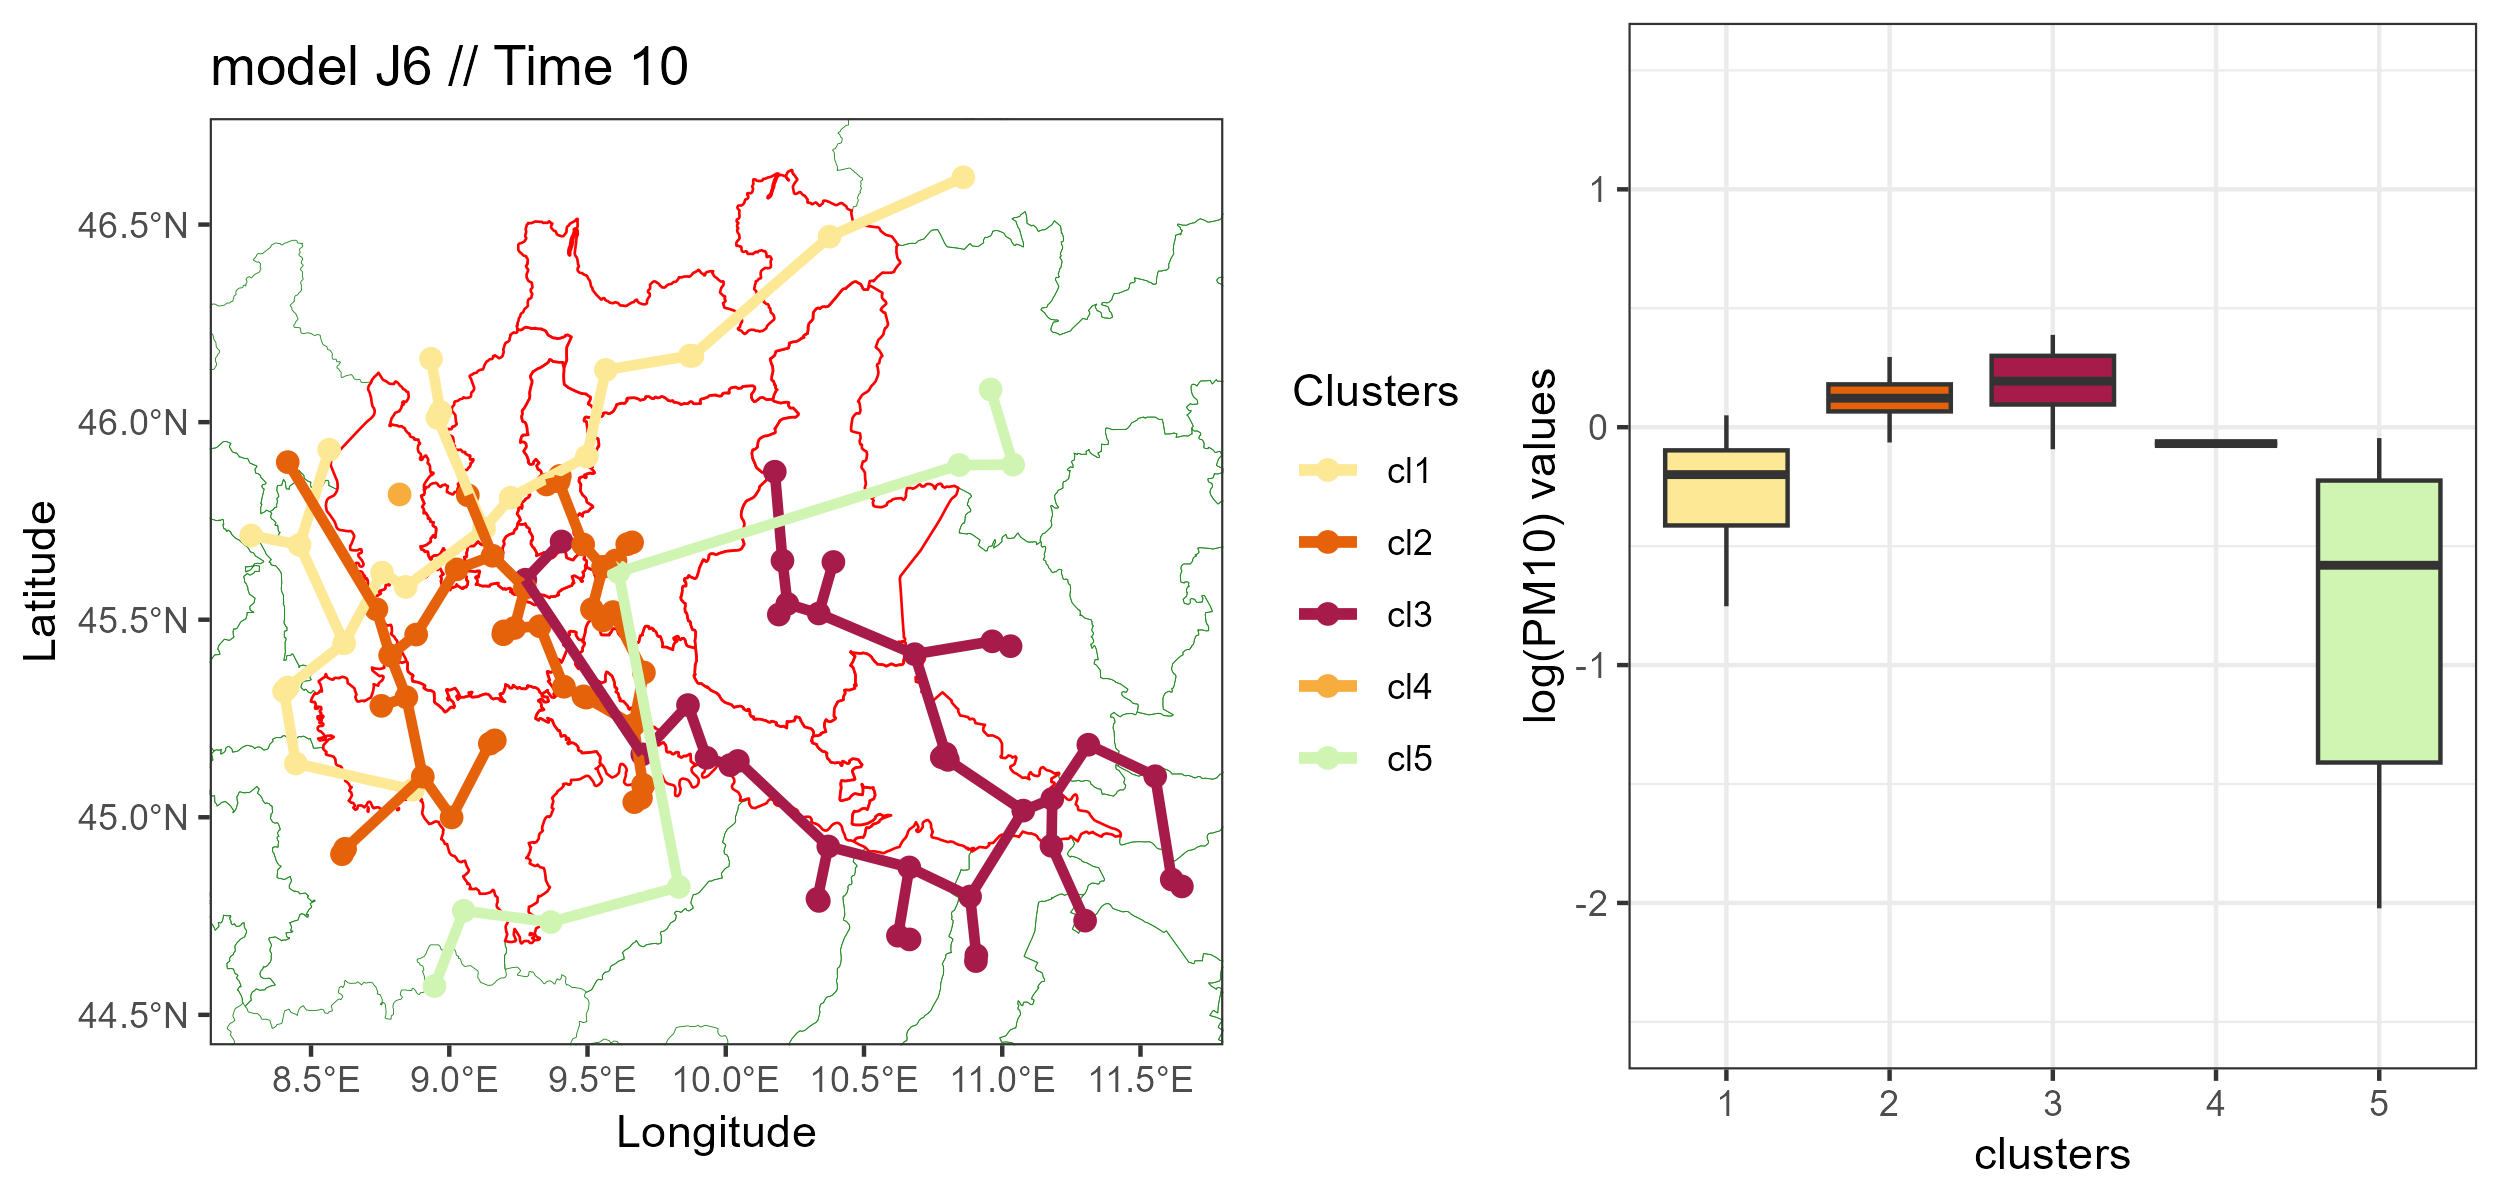 model J6 // Time 10
Latitude
46.5°N
46.0°N
45.5°N
45.0°N
44.5°N
8.5°E 9.0°E 9.5°E 10.0°E 10.5°E 11.0°E 11.5°E
Longitude
Clusters
cl1
cl2
cl3
cl4
cl5
log(PM10) values
1
0
-1
-2
1 2 3 4 5
clusters